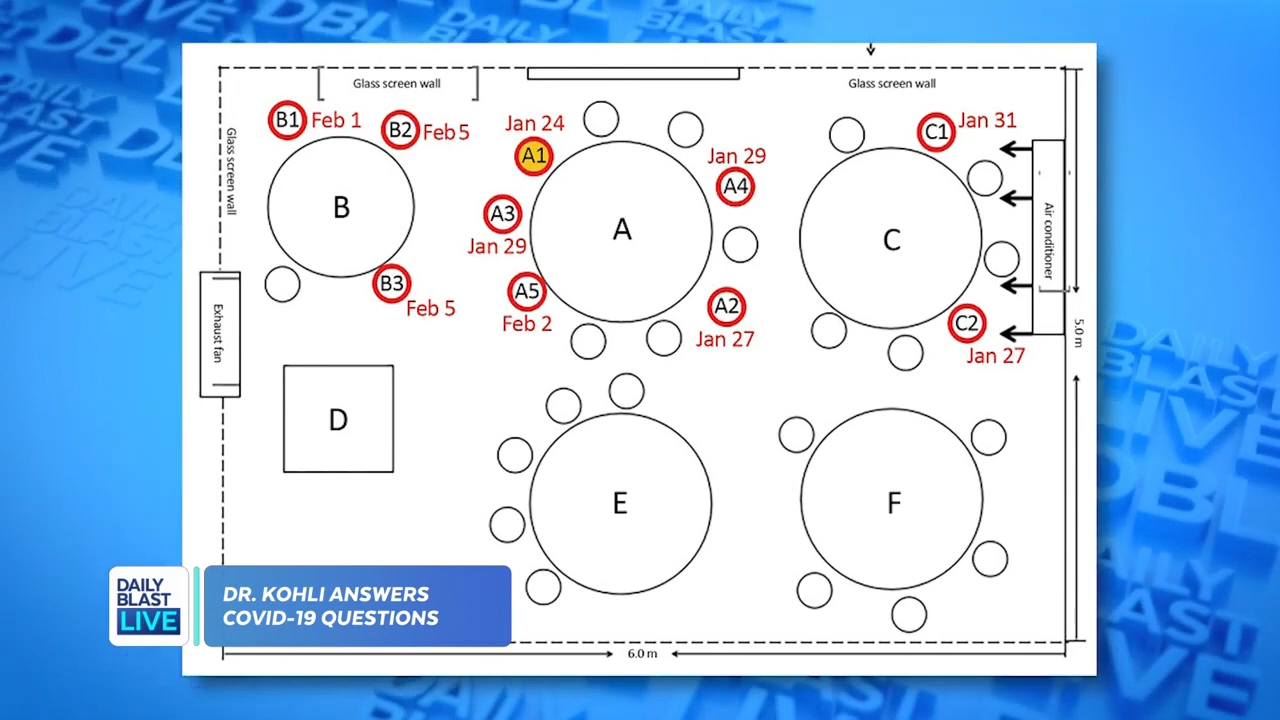 Glass screen wall
Glass screen wall
Glass screen wall
B1
Feb 1
B2
Feb 5
B
B3
Feb 5
Jan 24
A1
A3
Jan 29
A5
Feb 2
A
Jan 29
A4
A2
Jan 27
C1
Jan 31
C
C2
Jan 27
Air conditioner
5.0 m
Exhaust fan
D
E
F
6.0 m
DAILY
BLAST
LIVE
DR. KOHLI ANSWERS
COVID-19 QUESTIONS